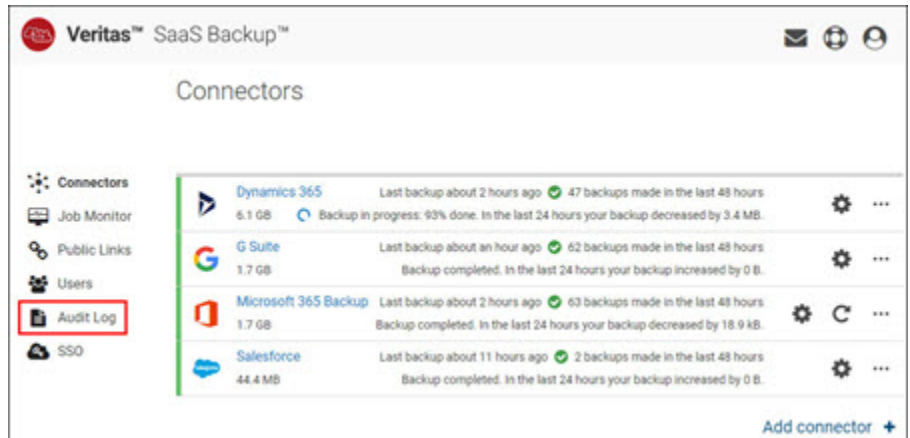 Veritas™ SaaS Backup™
Connectors
Connectors
Job Monitor
Public Links
Users
Audit Log
SSO
Dynamics 365 Last backup about 2 hours ago 47 backups made in the last 48 hours
6.1 GB Backup in progress: 93% done. In the last 24 hours your backup decreased by 3.4 MB.
G Suite Last backup about an hour ago 62 backups made in the last 48 hours
1.7 GB Backup completed. In the last 24 hours your backup increased by 0 B.
Microsoft 365 Backup Last backup about 2 hours ago 63 backups made in the last 48 hours
1.7 GB Backup completed. In the last 24 hours your backup decreased by 18.9 kB.
Salesforce Last backup about 11 hours ago 2 backups made in the last 48 hours
44.4 MB Backup completed. In the last 24 hours your backup increased by 0 B.
Add connector +